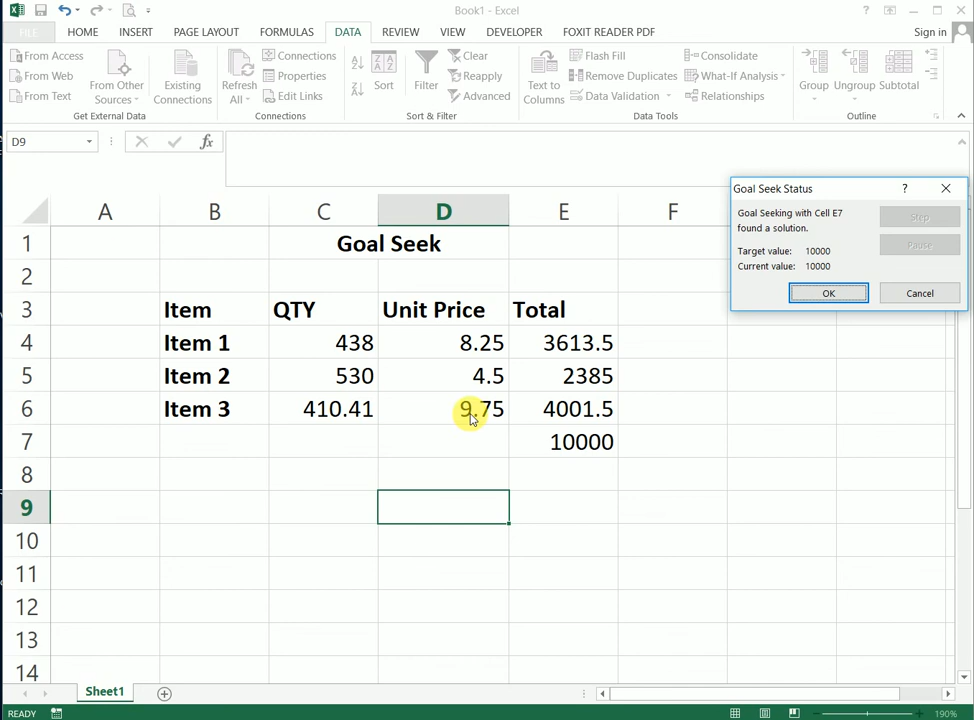 Book1 - Excel
FILE HOME INSERT PAGE LAYOUT FORMULAS DATA REVIEW VIEW DEVELOPER FOXIT READER PDF Sign in
From Access
From Web
From Text
From Other Sources
Existing Connections
Get External Data
Refresh All
Connections
Properties
Edit Links
Connections
Sort
Filter
Clear
Reapply
Advanced
Sort & Filter
Text to Columns
Flash Fill
Remove Duplicates
Data Validation
Consolidate
What-If Analysis
Relationships
Data Tools
Group
Ungroup
Subtotal
Outline
D9
fx
Goal Seek Status
Goal Seeking with Cell E7
found a solution.
Target value: 10000
Current value: 10000
Step
Pause
OK Cancel
A B C D E F
1 Goal Seek
2
3 Item QTY Unit Price Total
4 Item 1 438 8.25 3613.5
5 Item 2 530 4.5 2385
6 Item 3 410.41 9.75 4001.5
7 10000
8
9
10
11
12
13
14
Sheet1
READY 190%